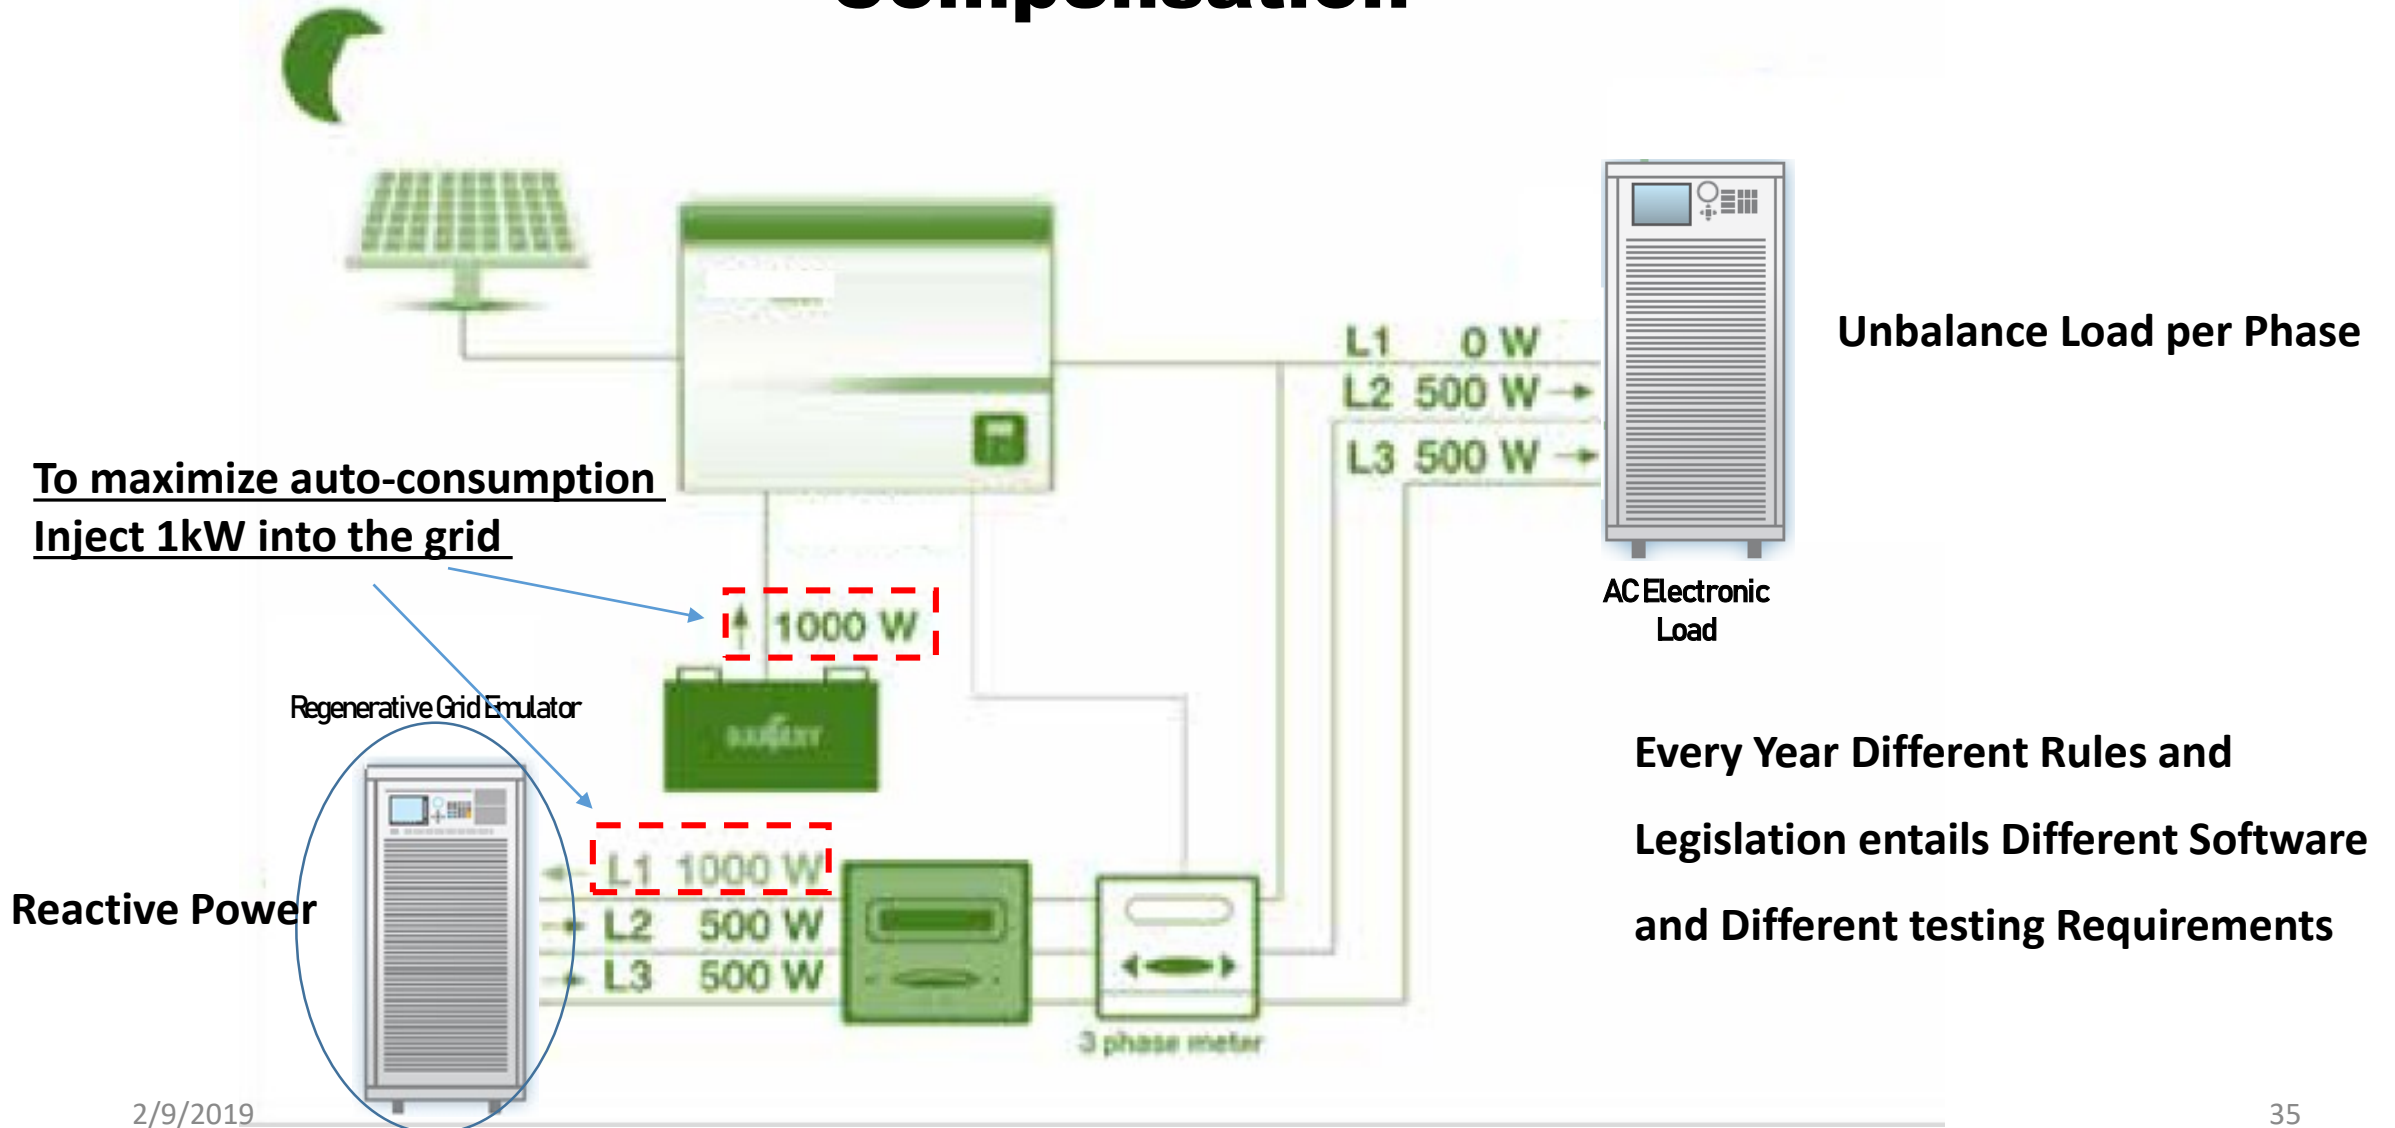 Compensation
L1 0 W
L2 500 W
L3 500 W
Unbalance Load per Phase
To maximize auto-consumption
Inject 1kW into the grid
1000 W
AC Electronic
Load
Regenerative Grid Emulator
Every Year Different Rules and
Legislation entails Different Software
and Different testing Requirements
L1 1000 W
L2 500 W
L3 500 W
Reactive Power
3 phase meter
2/9/2019
35